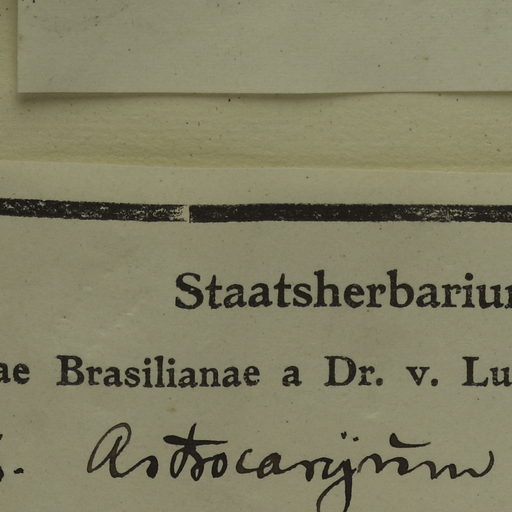 Staatsherbariu
ae Brasilianae a Dr. v. Lu
Astrocaryum